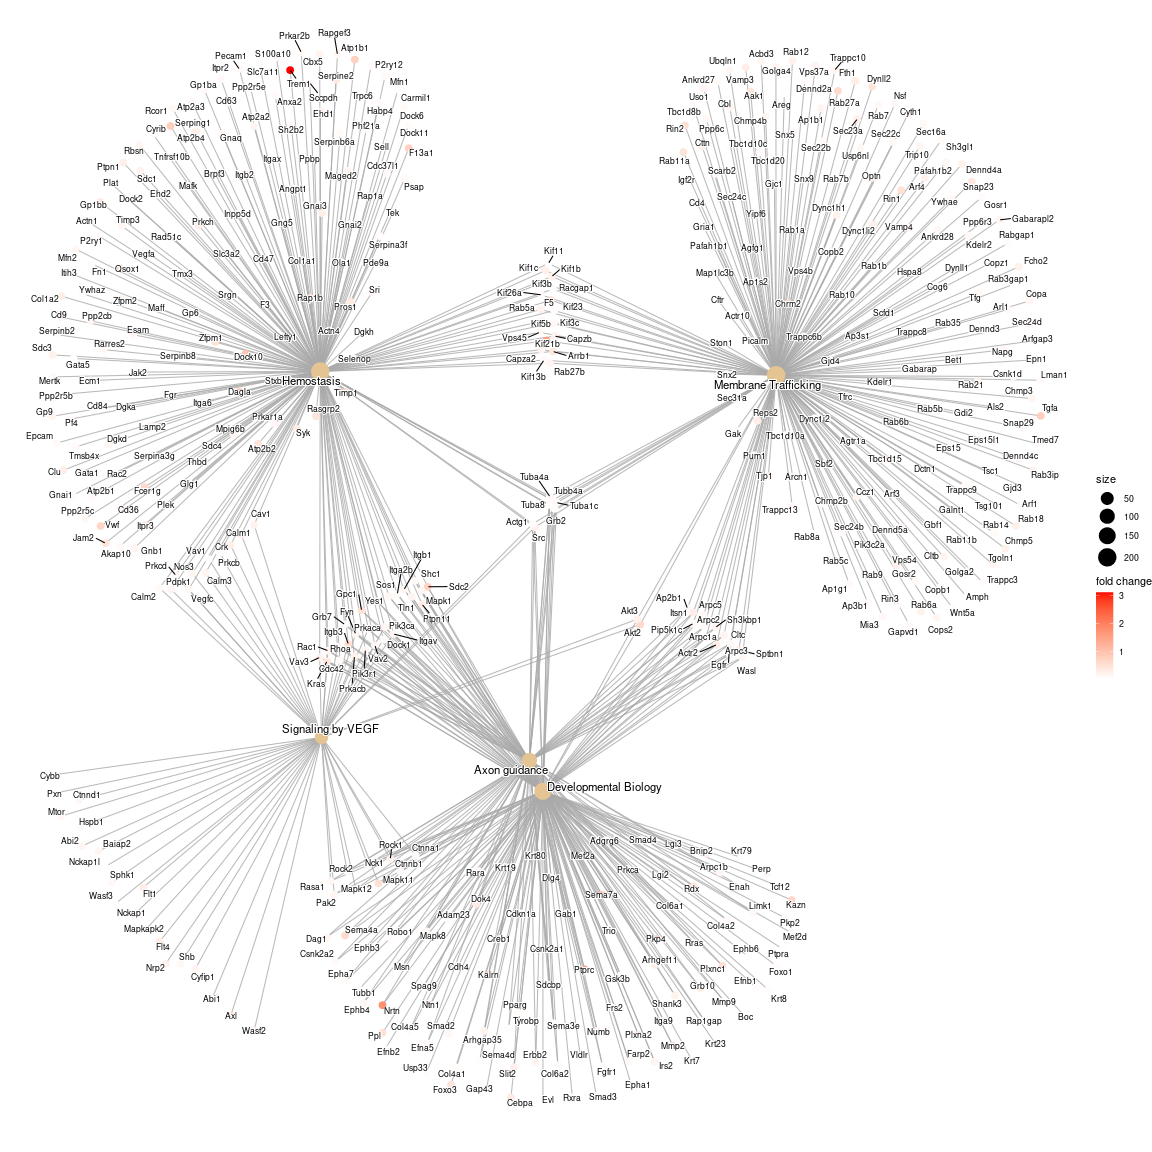 Prkar2b
Rapgef3
Pecam1
S100a10
Cbx5
Atp1b1
Itpr2
Slc7a11
Serpine2
P2ry12
Gp1ba
Ppp2r5e
Trem1
Mfn1
Atp2a3
Cd63
Anxa2
Sccpdh
Trpc6
Carmil1
Rcor1
Serping1
Atp2a2
Ehd1
Habp4
Dock6
Cyrib
Atp2b4
Gnaq
Sh2b2
Serpinb6a
Phf21a
Dock11
Rbsn
Tnfrsf10b
Itgax
Ppbp
Sell
F13a1
Ptpn1
Sdc1
Brpf3
Itgb2
Maged2
Cdc37l1
Plat
Ehd2
Mafk
Angpt1
Rap1a
Psap
Gp1bb
Dock2
Inpp5d
Gnai3
Tek
Actn1
Timp3
Prkch
Gng5
Gnai2
P2ry1
Rad51c
Serpina3f
Mfn2
Vegfa
Slc3a2
Cd47
Col1a1
Ola1
Pde9a
Itih3
Fn1
Qsox1
Tmx3
Ywhaz
Srgn
Rap1b
Sri
Col1a2
Zfpm2
Maff
Gp6
F3
Pros1
Cd9
Ppp2cb
Serpinb2
Esam
Zfpm1
Lefty1
Actn4
Dgkh
Sdc3
Rarres2
Serpinb8
Dock10
Selenop
Gata5
Jak2
Stxb
Hemostasis
Mertk
Ecm1
Fgr
Dagla
Timp1
Ppp2r5b
Cd84
Dgka
Itga6
Rasgrp2
Gp9
Prkar1a
Pf4
Lamp2
Mpig6b
Syk
Epcam
Dgkd
Sdc4
Atp2b2
Tmsb4x
Serpina3g
Thbd
Clu
Gata1
Rac2
Glg1
Gnai1
Atp2b1
Fcer1g
Ppp2r5c
Cd36
Plek
Cav1
Vwf
Itpr3
Calm1
Jam2
Gnb1
Vav1
Crk
Akap10
Nos3
Prkcb
Prkcd
Pdpk1
Calm3
Calm2
Vegfc
Kif11
Kif1c
Kif1b
Kif3b
Racgap1
Kif26a
F5
Kif23
Rab5a
Kif5b
Kif3c
Vps45
Capzb
Kif21b
Capza2
Arrb1
Kif13b
Rab27b
Ubqln1
Acbd3
Rab12
Trappc10
Ankrd27
Vamp3
Golga4
Vps37a
Fth1
Dynll2
Uso1
Aak1
Dennd2a
Nsf
Tbc1d8b
Cbl
Areg
Rab27a
Rab7
Cyth1
Rin2
Ppp6c
Chmp4b
Ap1b1
Sec23a
Sec22c
Sec16a
Cttn
Tbc1d10c
Snx5
Sec22b
Usp6nl
Trip10
Sh3gl1
Rab11a
Scarb2
Tbc1d20
Optn
Pafah1b2
Dennd4a
Igf2r
Gjc1
Snx9
Rab7b
Arf4
Snap23
Cd4
Sec24c
Rin1
Ywhae
Gosr1
Gria1
Yipf6
Dync1h1
Vamp4
Ppp6r3
Gabarapl2
Pafah1b1
Agfg1
Rab1a
Dync1li2
Ankrd28
Kdelr2
Rabgap1
Copb2
Map1lc3b
Ap1s2
Vps4b
Rab1b
Hspa8
Dynll1
Copz1
Fcho2
Cftr
Chrm2
Rab10
Cog6
Rab3gap1
Actr10
Scfd1
Tfg
Arl1
Copa
Ston1
Picalm
Trappc6b
Ap3s1
Trappc8
Rab35
Dennd3
Sec24d
Gjd4
Bet1
Napg
Arfgap3
Snx2
Membrane Trafficking
Gabarap
Csnk1d
Epn1
Sec31a
Kdelr1
Rab21
Chmp3
Lman1
Reps2
Dync1i2
Tfrc
Rab5b
Gdi2
Als2
Tgfa
Gak
Tbc1d10a
Rab6b
Snap29
Pum1
Agtr1a
Eps15
Eps15l1
Tmed7
Tjp1
Arcn1
Sbf2
Tbc1d15
Dctn1
Tsc1
Dennd4c
Ccz1
Arf3
Trappc9
Gjd3
Rab3ip
Trappc13
Chmp2b
Galnt1
Tsg101
Arf1
Rab8a
Sec24b
Dennd5a
Gbf1
Rab14
Rab18
Pik3c2a
Rab11b
Chmp5
Rab5c
Rab9
Vps54
Cltb
Golga2
Tgoln1
Ap1g1
Gosr2
Copb1
Trappc3
Ap3b1
Rin3
Rab6a
Amph
Mia3
Gapvd1
Cops2
Wnt5a
Tuba4a
Tubb4a
Tuba8
Tuba1c
Actg1
Grb2
Src
Itgb1
Itga2b
Shc1
Sos1
Sdc2
Gpc1
Yes1
Tln1
Mapk1
Grb7
Fyn
Ptpn11
Itgb3
Prkaca
Pik3ca
Rac1
Rhoa
Dock1
Itgav
Vav3
Cdc42
Vav2
Kras
Pik3r1
Prkacb
Akt3
Akt2
Ap2b1
Arpc5
Itsn1
Arpc2
Sh3kbp1
Pip5k1c
Arpc1a
Cltc
Actr2
Arpc3
Sptbn1
Egfr
Wasl
Signaling by VEGF
Axon guidance
Developmental Biology
Cybb
Pxn
Ctnnd1
Mtor
Hspb1
Abi2
Baiap2
Nckap1l
Sphk1
Wasf3
Flt1
Nckap1
Mapkapk2
Flt4
Shb
Nrp2
Cyfip1
Abi1
Axl
Wasf2
Rock1
Ctnna1
Rock2
Nck1
Ctnnb1
Rasa1
Mapk12
Mapk11
Pak2
Krt80
Mef2a
Adgrg6
Smad4
Lgi3
Bnip2
Krt79
Rara
Krt19
Dlg4
Prkca
Lgi2
Arpc1b
Perp
Dok4
Sema7a
Rdx
Enah
Tcf12
Adam23
Cdkn1a
Gab1
Col6a1
Limk1
Kazn
Sema4a
Robo1
Trio
Col4a2
Pkp2
Dag1
Ephb3
Mapk8
Creb1
Csnk2a1
Pkp4
Rras
Ephb6
Mef2d
Csnk2a2
Arhgef11
Ptpra
Epha7
Msn
Cdh4
Kalrn
Ptprc
Gsk3b
Plxnc1
Efnb1
Foxo1
Tubb1
Spag9
Sdcbp
Grb10
Krt8
Ephb4
Nrtn
Ntn1
Pparg
Frs2
Shank3
Mmp9
Boc
Col4a5
Smad2
Tyrobp
Sema3e
Numb
Itga9
Rap1gap
Ppl
Efna5
Arhgap35
Plxna2
Mmp2
Krt23
Efnb2
Sema4d
Erbb2
Vldlr
Farp2
Krt7
Usp33
Col4a1
Slit2
Col6a2
Fgfr1
Irs2
Foxo3
Gap43
Epha1
Cebpa
Evl
Rxra
Smad3
size
50
100
150
200
fold change
3
2
1